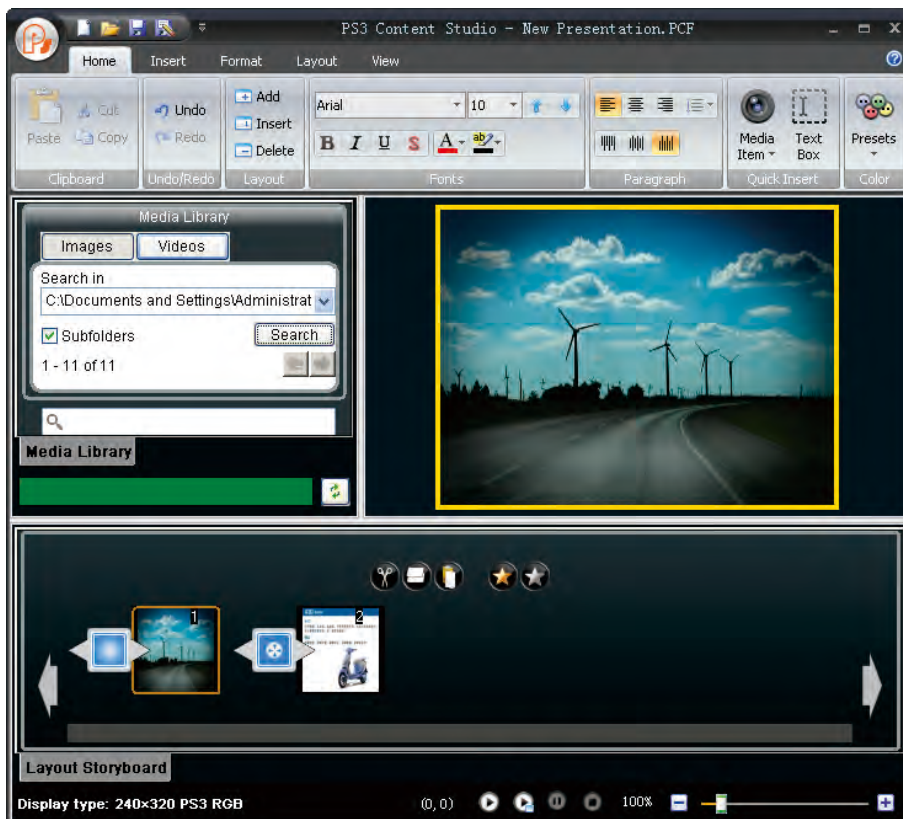 PS3 Content Studio - New Presentation.PCF
Home Insert Format Layout View
Paste
Cut
Copy
Clipboard
Undo
Redo
Undo/Redo
Add
Insert
Delete
Layout
Arial 10
B I U S A ab
Fonts
Paragraph
Media Item
Text Box
Quick Insert
Presets
Color
Media Library
Images Videos
Search in
C:\Documents and Settings\Administrat
Subfolders Search
1 - 11 of 11
Media Library
1
2
Layout Storyboard
Display type: 240×320 PS3 RGB (0, 0) 100%